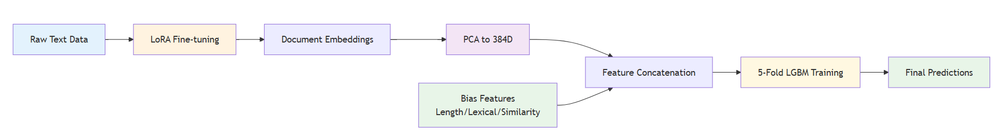 Raw Text Data
LoRA Fine-tuning
Document Embeddings
PCA to 384D
Bias Features
Length/Lexical/Similarity
Feature Concatenation
5-Fold LGBM Training
Final Predictions